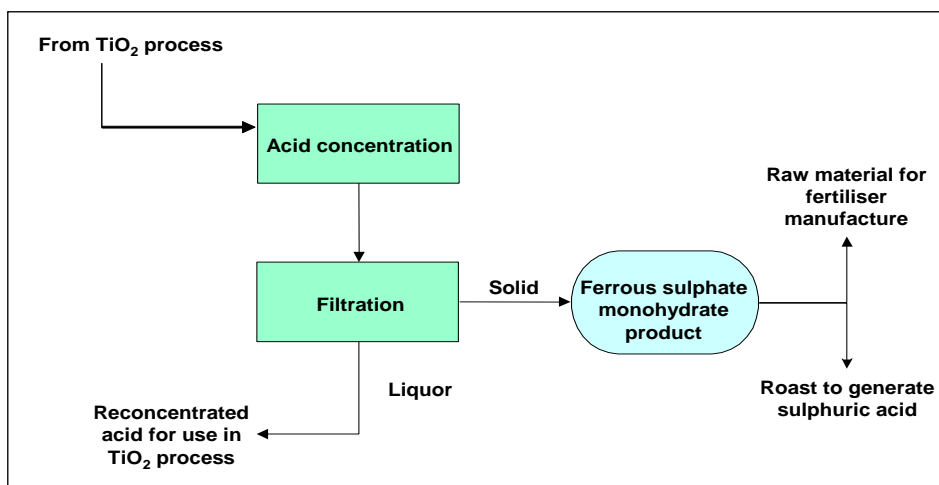 From TiO₂ process
Acid concentration
Raw material for
fertiliser
manufacture
Filtration
Solid
Ferrous sulphate
monohydrate
product
Liquor
Roast to generate
sulphuric acid
Reconcentrated
acid for use in
TiO₂ process